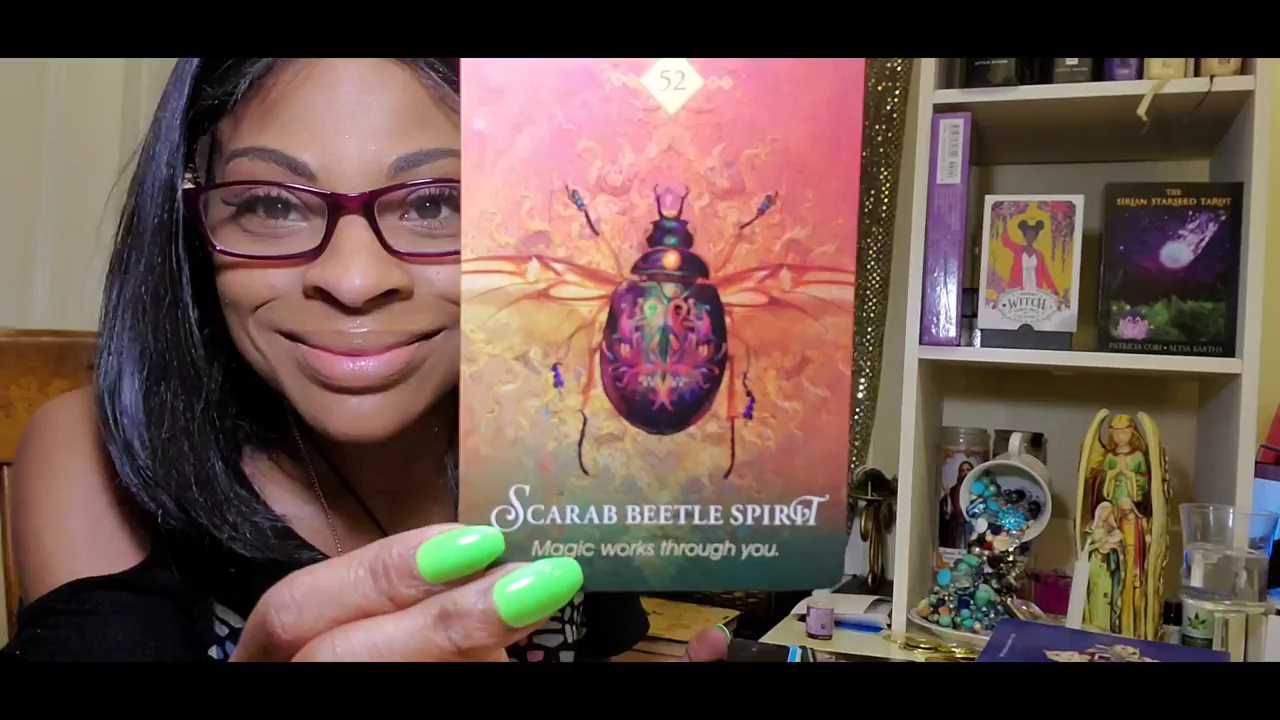 52
SCARAB BEETLE SPIRIT
Magic works through you.
THE
SIRIAN STARSEED TAROT
PATRICIA CORI • ALYSA BARTHA
WITCH